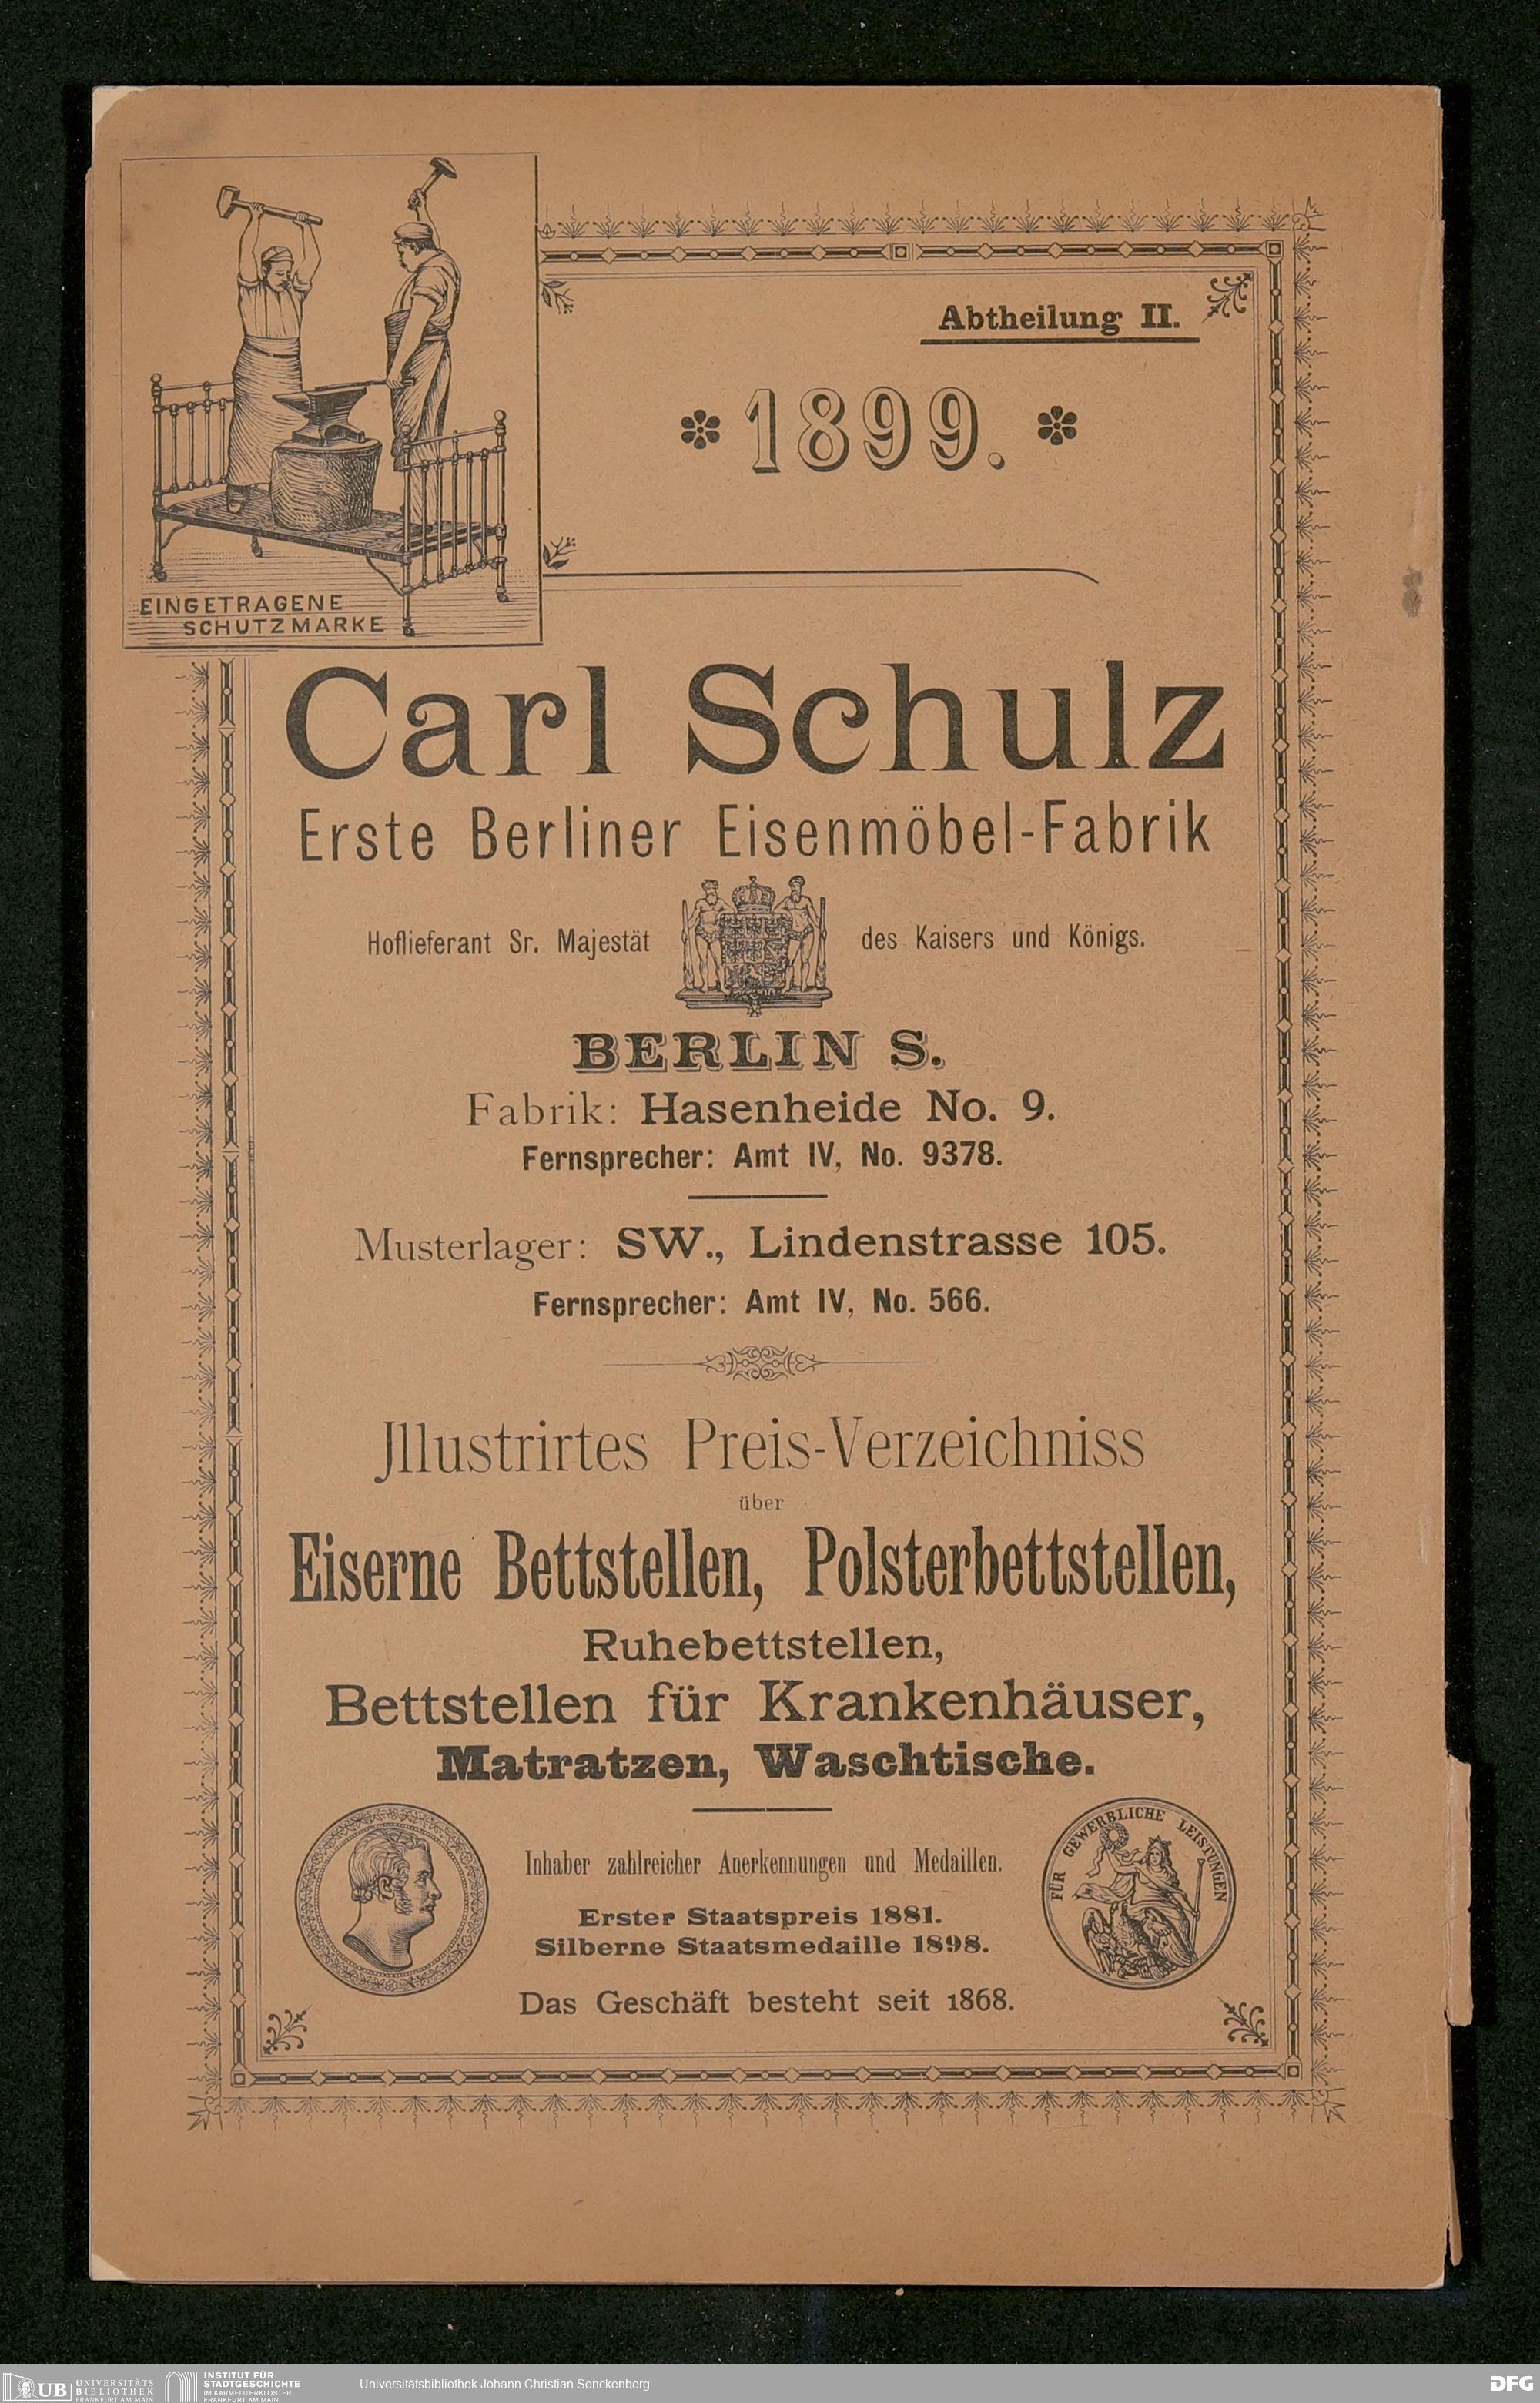 Abtheilung II.
1899.
EINGETRAGENE
SCHUTZMARKE
Carl Schulz
Erste Berliner Eisenmöbel-Fabrik
Hoflieferant Sr. Majestät des Kaisers und Königs.
BERLIN S.
Fabrik: Hasenheide No. 9.
Fernsprecher: Amt IV, No. 9378.
Musterlager: SW., Lindenstrasse 105.
Fernsprecher: Amt IV, No. 566.
Jllustrirtes Preis-Verzeichniss
über
Eiserne Bettstellen, Polsterbettstellen,
Ruhebettstellen,
Bettstellen für Krankenhäuser,
Matratzen, Waschtische.
FÜR GEWERBLICHE LEISTUNGEN
Inhaber zahlreicher Anerkennungen und Medaillen.
Erster Staatspreis 1881.
Silberne Staatsmedaille 1898.
Das Geschäft besteht seit 1868.
UB UNIVERSITÄTS
BIBLIOTHEK
FRANKFURT AM MAIN
INSTITUT FÜR
STADTGESCHICHTE
IM KARMELITERKLOSTER
FRANKFURT AM MAIN
Universitätsbibliothek Johann Christian Senckenberg
DFG